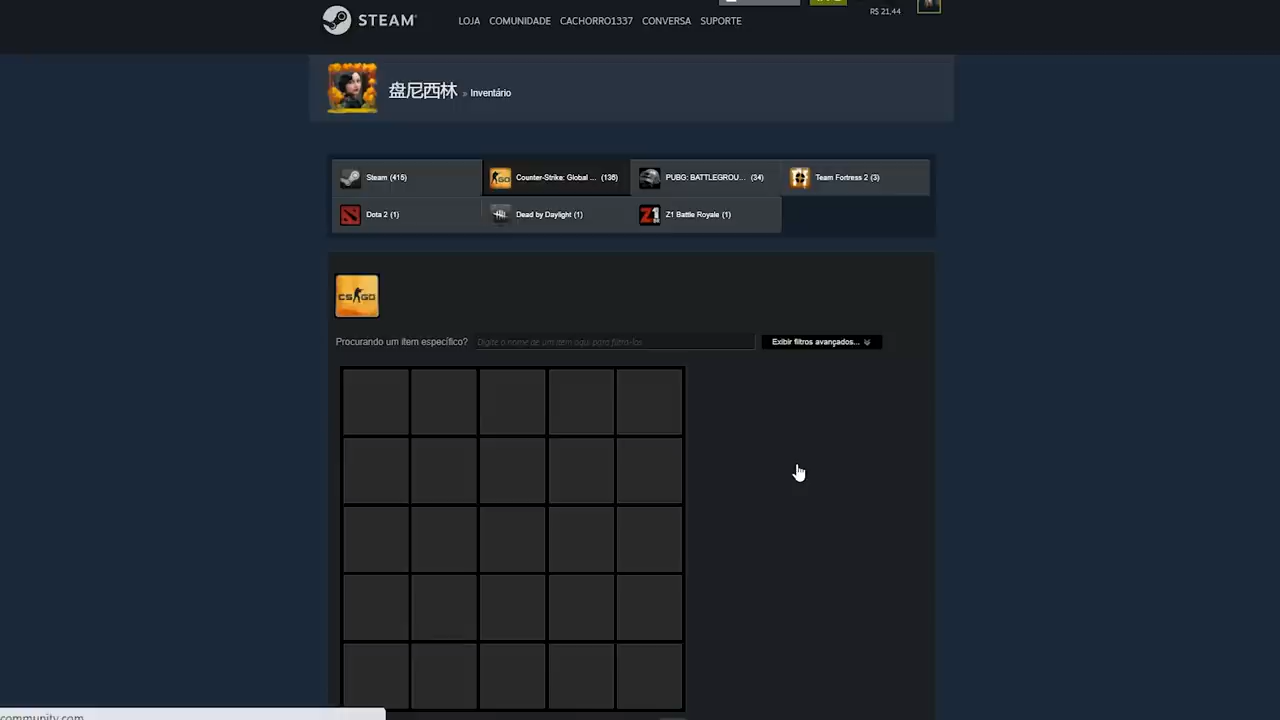 STEAM
LOJA COMUNIDADE CACHORRO1337 CONVERSA SUPORTE
R$ 21,44
盘尼西林 » Inventário
Steam (415)
Counter-Strike: Global ... (136)
PUBG: BATTLEGROU... (34)
Team Fortress 2 (3)
Dota 2 (1)
Dead by Daylight (1)
Z1 Battle Royale (1)
CS GO
Procurando um item específico? Digite o nome de um item aqui para filtrá-los
Exibir filtros avançados...
community.com